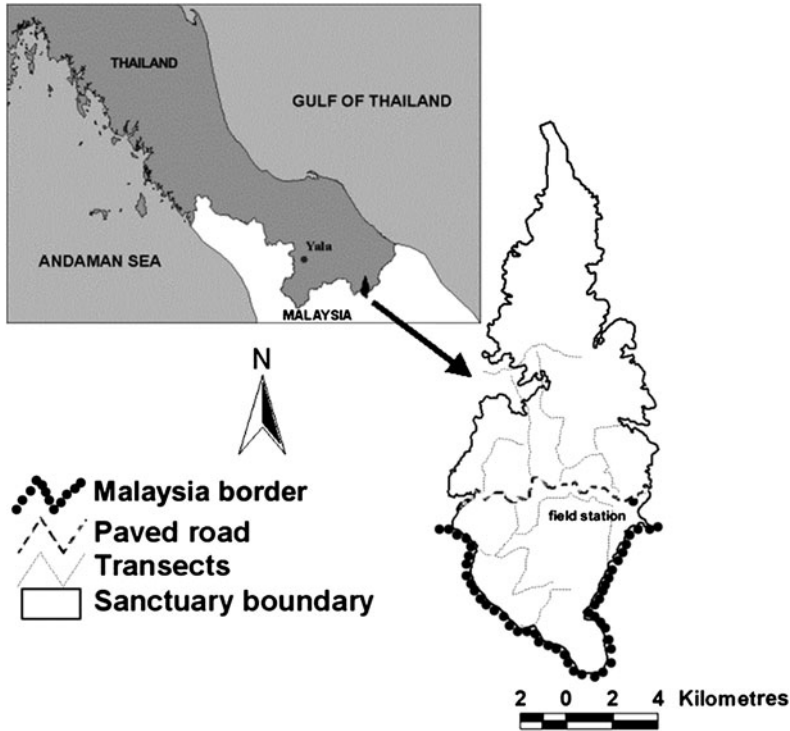 THAILAND
GULF OF THAILAND
Yala
ANDAMAN SEA
MALAYSIA
N
Malaysia border
Paved road
Transects
Sanctuary boundary
field station
2 0 2 4 Kilometres